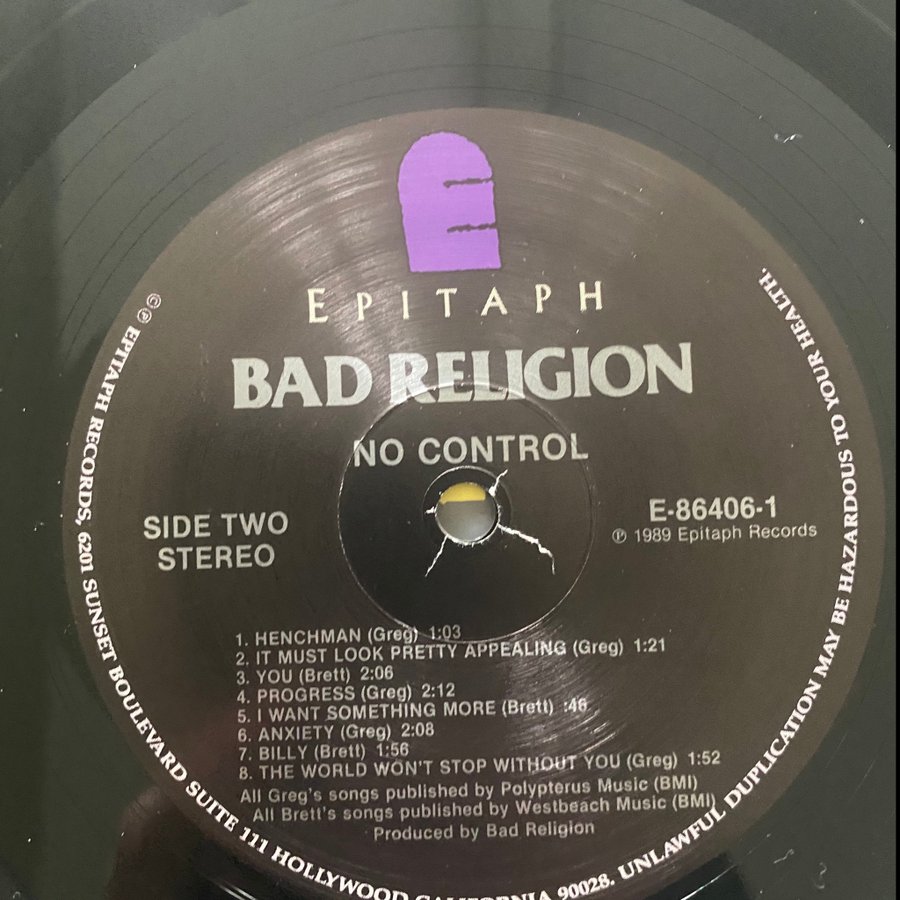 E
EPITAPH
BAD RELIGION
NO CONTROL
SIDE TWO
STEREO
E-86406-1
℗ 1989 Epitaph Records
1. HENCHMAN (Greg) 1:03
2. IT MUST LOOK PRETTY APPEALING (Greg) 1:21
3. YOU (Brett) 2:06
4. PROGRESS (Greg) 2:12
5. I WANT SOMETHING MORE (Brett) :46
6. ANXIETY (Greg) 2:08
7. BILLY (Brett) 1:56
8. THE WORLD WON'T STOP WITHOUT YOU (Greg) 1:52
All Greg's songs published by Polypterus Music (BMI)
All Brett's songs published by Westbeach Music (BMI)
Produced by Bad Religion
© ℗ EPITAPH RECORDS, 6201 SUNSET BOULEVARD SUITE 111 HOLLYWOOD CALIFORNIA 90028. UNLAWFUL DUPLICATION MAY BE HAZARDOUS TO YOUR HEALTH.